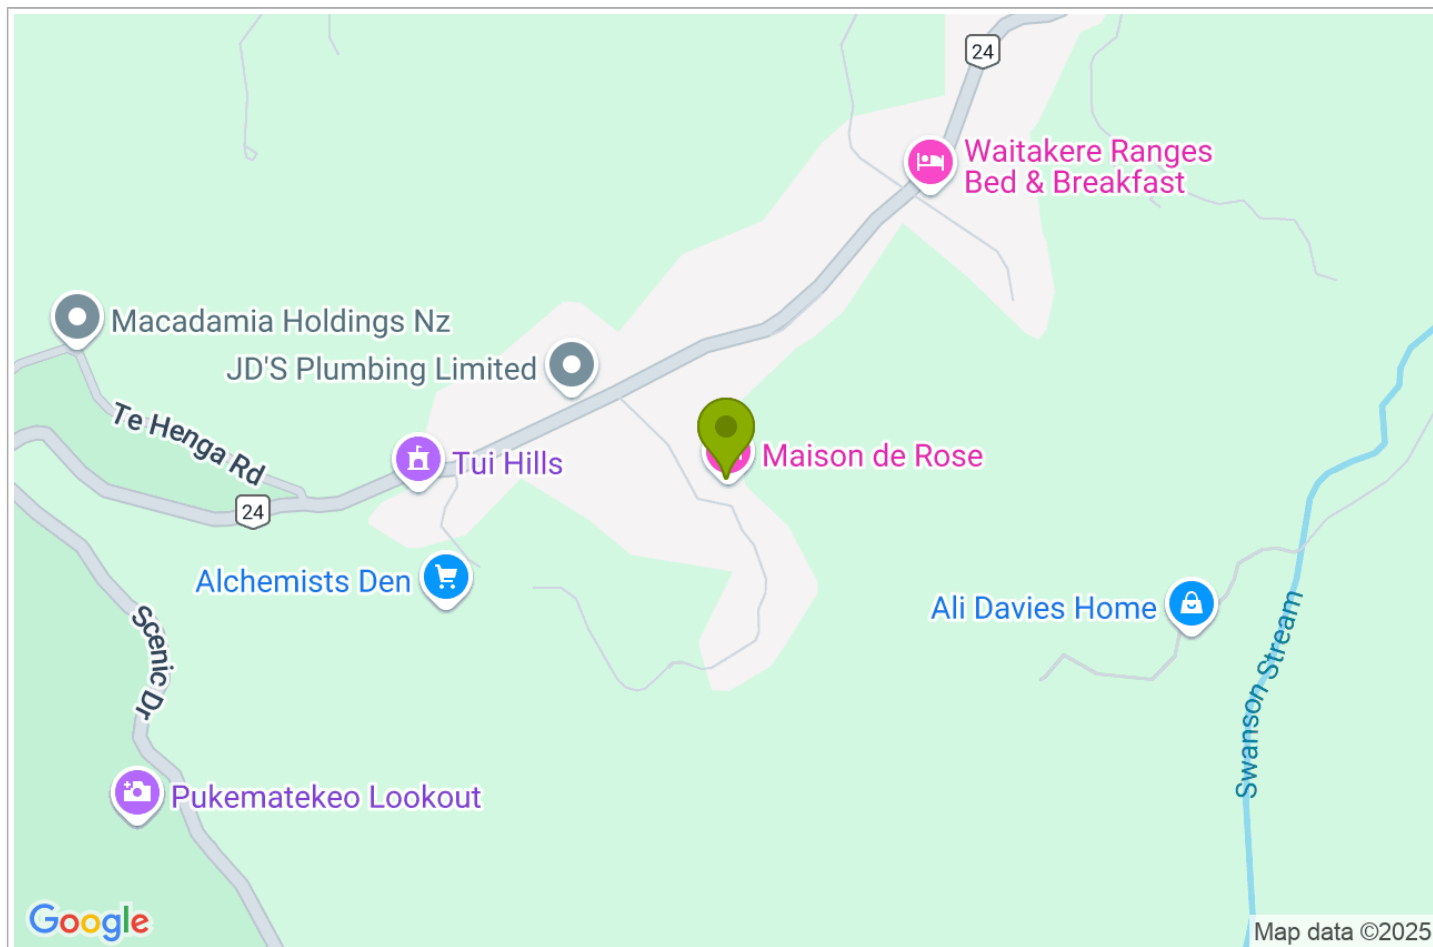 24
Waitakere Ranges
Bed & Breakfast
Macadamia Holdings Nz
JD'S Plumbing Limited
Te Henga Rd
Tui Hills
Maison de Rose
24
Alchemists Den
Ali Davies Home
Scenic Dr
Swanson Stream
Pukematekeo Lookout
Google
Map data ©2025